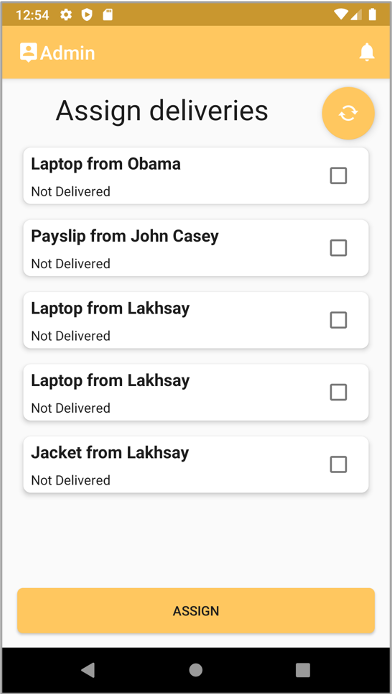 12:54
Admin
Assign deliveries
Laptop from Obama
Not Delivered
Payslip from John Casey
Not Delivered
Laptop from Lakhsay
Not Delivered
Laptop from Lakhsay
Not Delivered
Jacket from Lakhsay
Not Delivered
ASSIGN